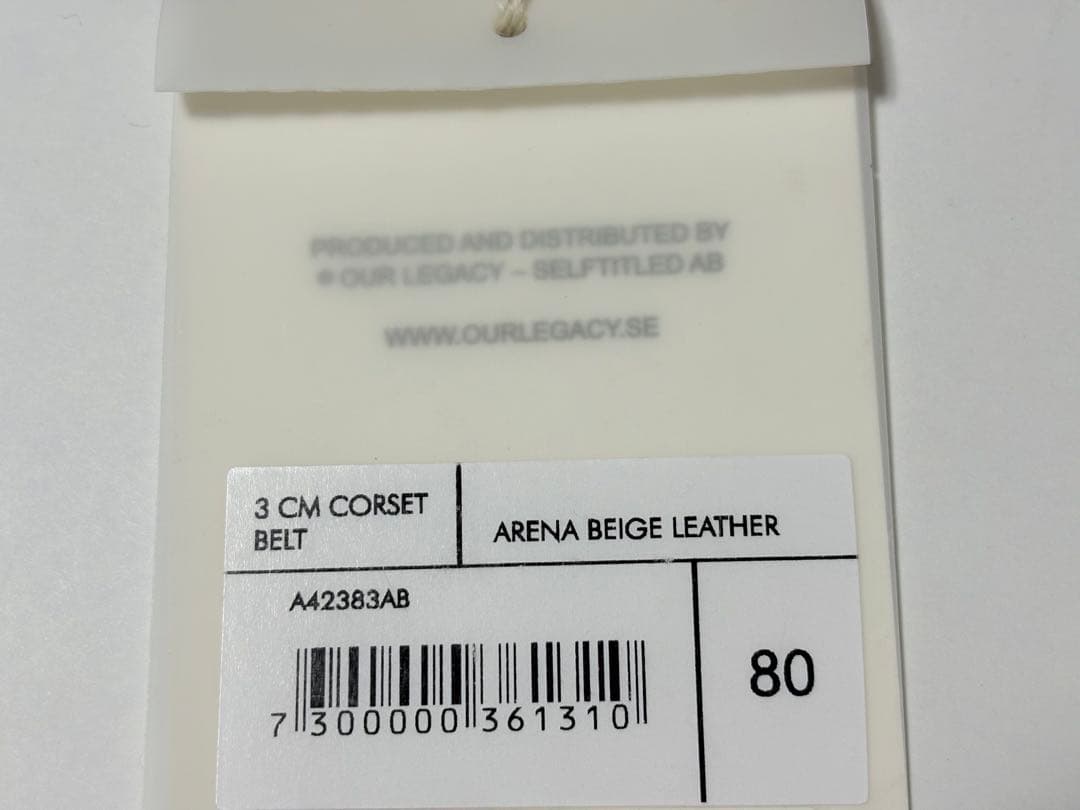 PRODUCED AND DISTRIBUTED BY
© OUR LEGACY – SELFTITLED AB
WWW.OURLEGACY.SE
3 CM CORSET
BELT
ARENA BEIGE LEATHER
A42383AB
80
7 300000 361310